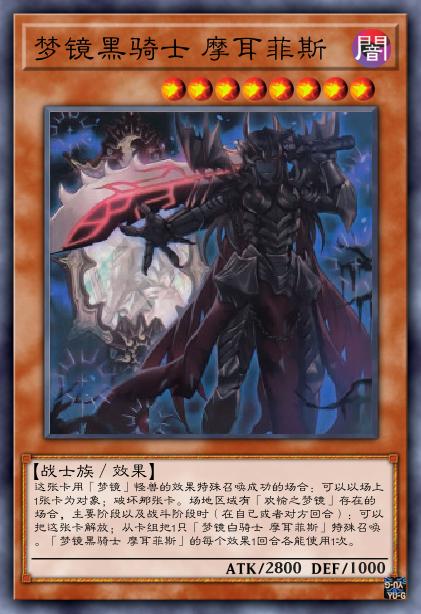 梦镜黑骑士 摩耳菲斯
闇
【战士族／效果】
这张卡用「梦镜」怪兽的效果特殊召唤成功的场合：可以以场上
1张卡为对象；破坏那张卡。场地区域有「欢愉之梦镜」存在的
场合，主要阶段以及战斗阶段时（在自己或者对方回合）：可以
把这张卡解放；从卡组把1只「梦镜白骑士 摩耳菲斯」特殊召唤
。「梦镜黑骑士 摩耳菲斯」的每个效果1回合各能使用1次。
ATK/2800 DEF/1000